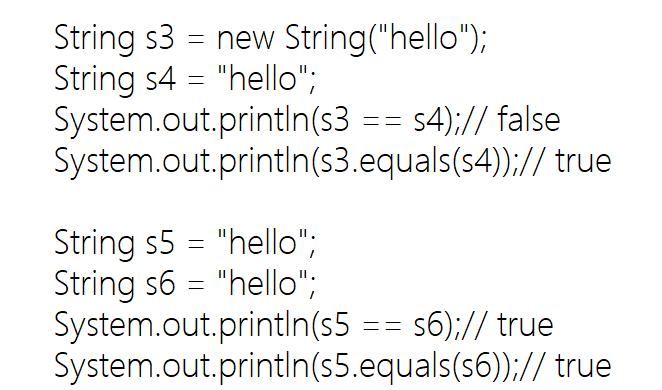 String s3 = new String("hello");
String s4 = "hello";
System.out.println(s3 == s4);// false
System.out.println(s3.equals(s4));// true
String s5 = "hello";
String s6 = "hello";
System.out.println(s5 == s6);// true
System.out.println(s5.equals(s6));// true